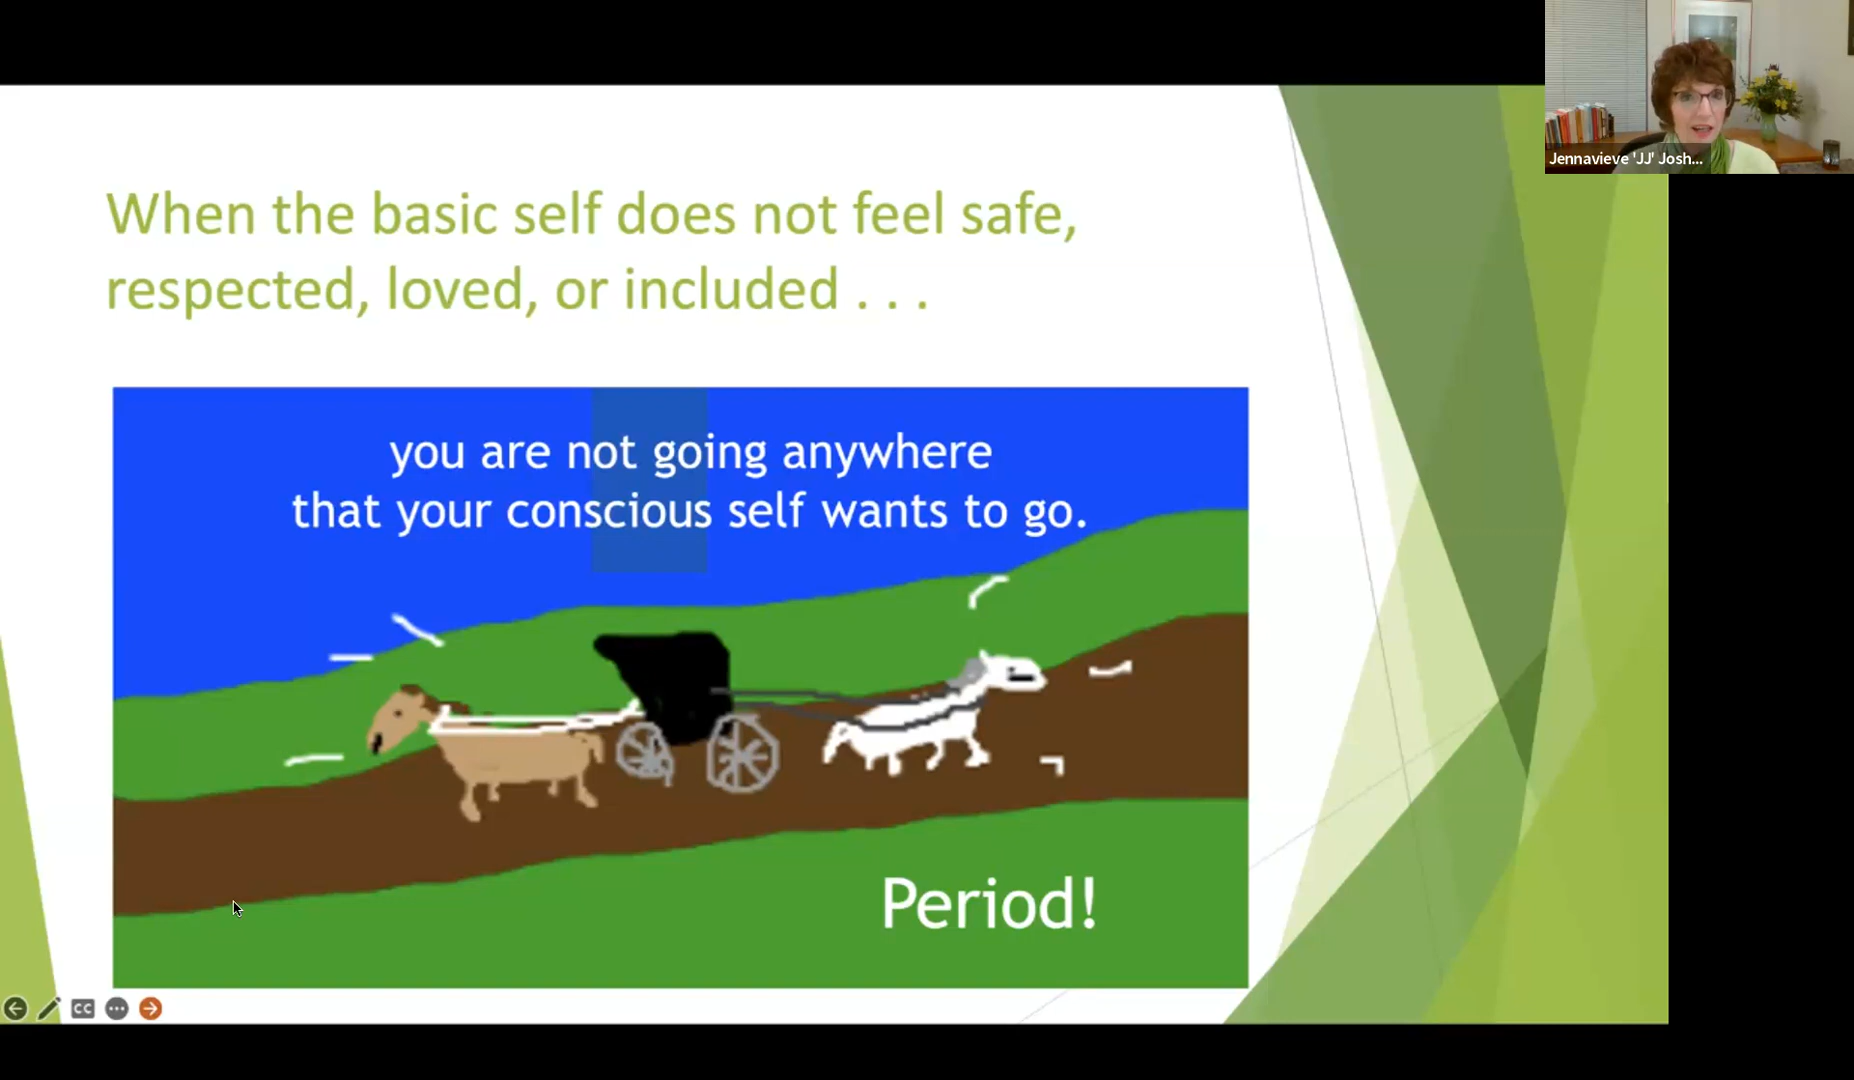 Jennavieve 'JJ' Josh...
When the basic self does not feel safe,
respected, loved, or included . . .
you are not going anywhere
that your conscious self wants to go.
Period!
CC